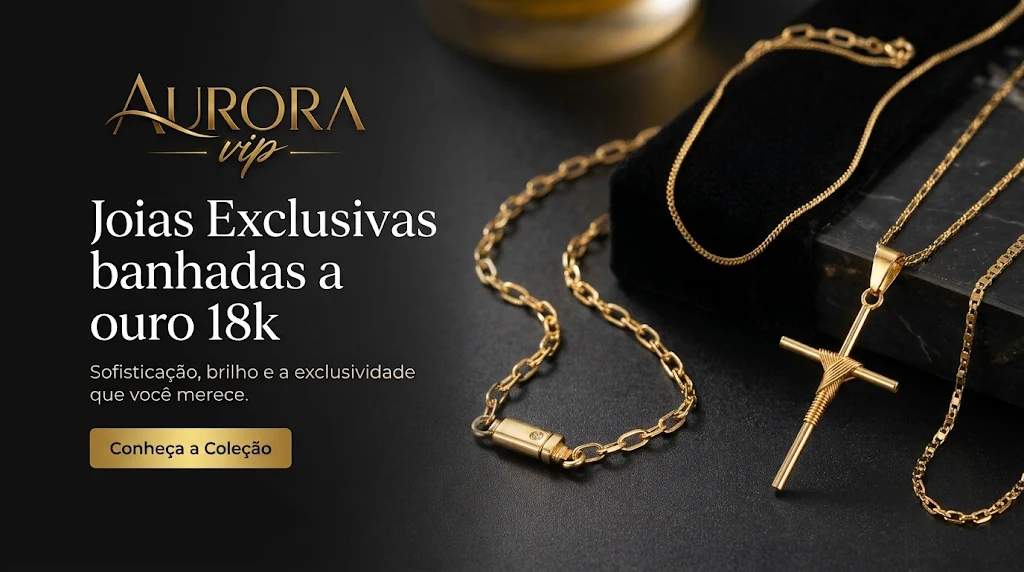 AURORA
vip
Joias Exclusivas
banhadas a
ouro 18k
Sofisticação, brilho e a exclusividade
que você merece.
Conheça a Coleção